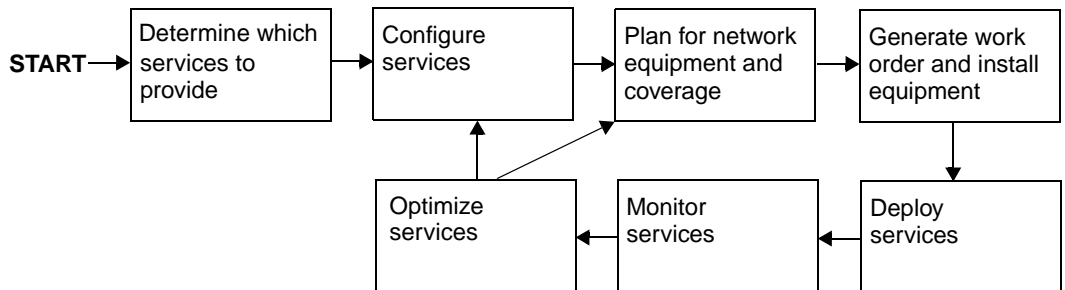 START
Determine which
services to
provide
Configure
services
Plan for network
equipment and
coverage
Generate work
order and install
equipment
Optimize
services
Monitor
services
Deploy
services